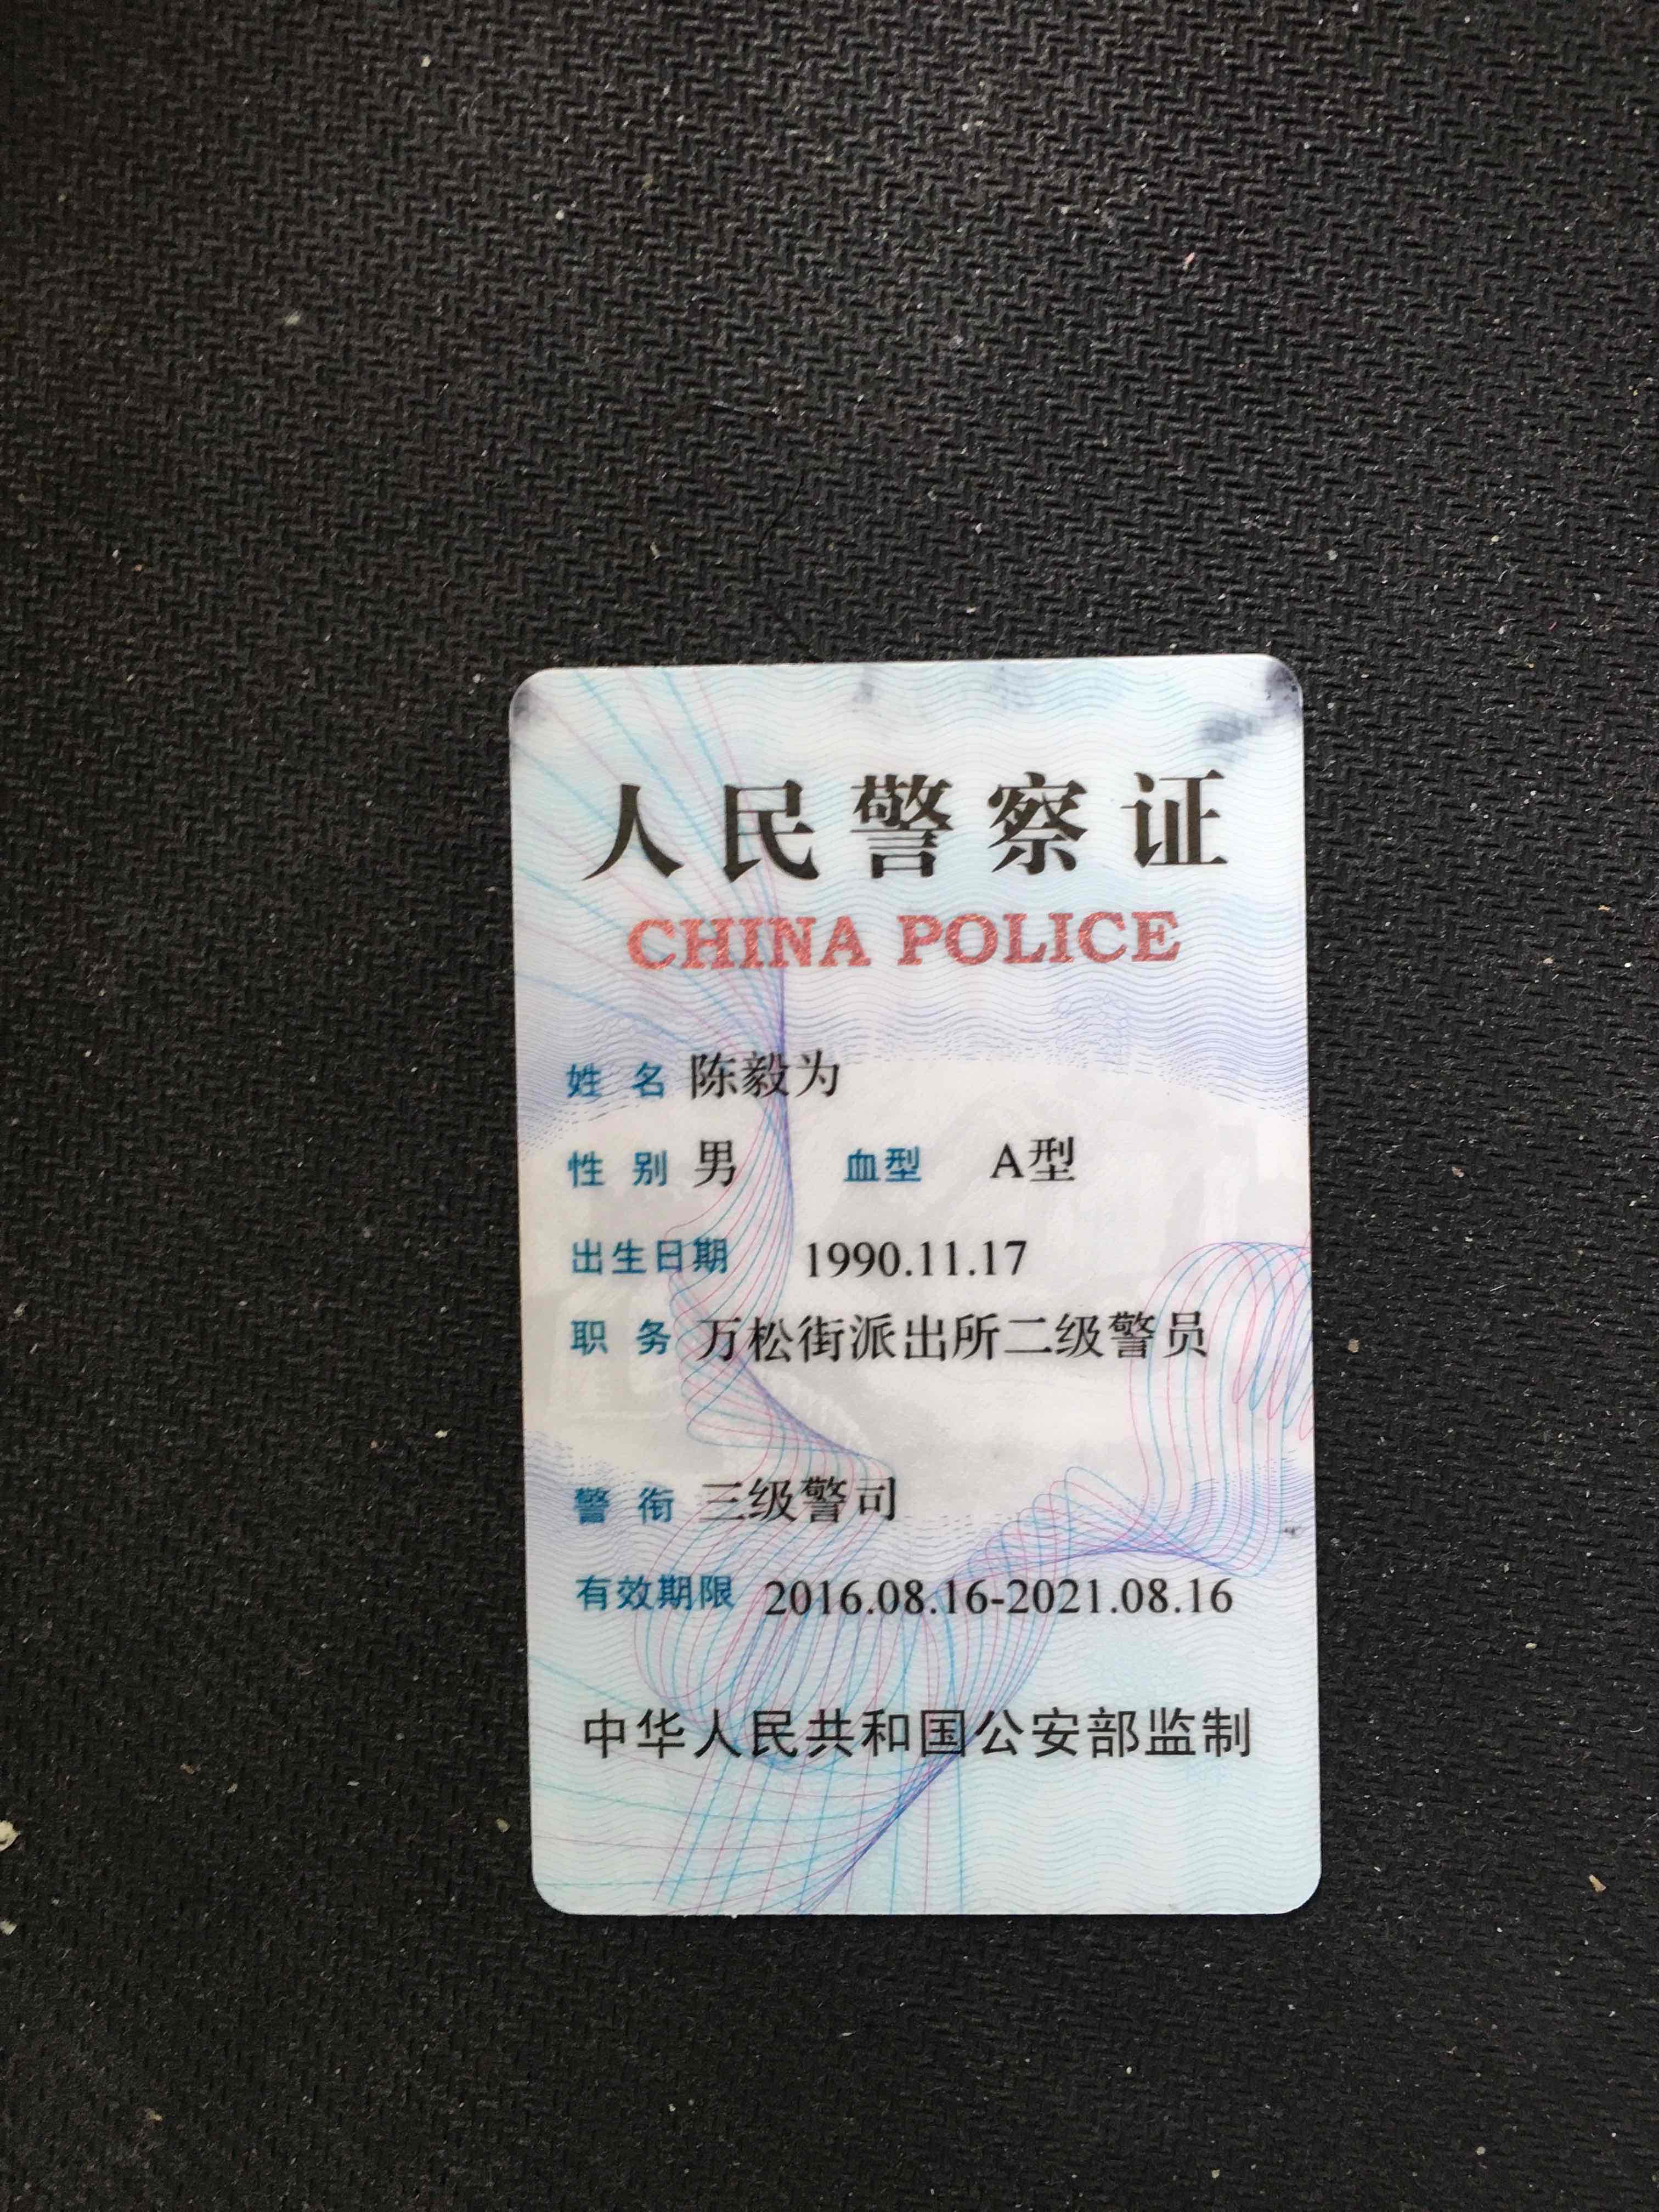 人民警察证
CHINA POLICE
姓 名 陈毅为
性 别 男 血型 A型
出生日期 1990.11.17
职 务 万松街派出所二级警员
警 衔 三级警司
有效期限 2016.08.16-2021.08.16
中华人民共和国公安部监制